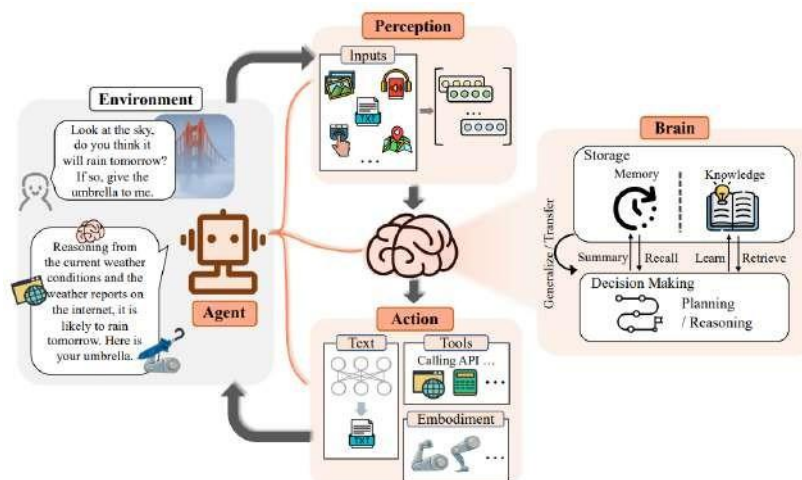 Perception
Inputs
TXT
...
...
Environment
Look at the sky,
do you think it
will rain tomorrow?
If so, give the
umbrella to me.
Reasoning from
the current weather
conditions and the
weather reports on
the internet, it is
likely to rain
tomorrow. Here is
your umbrella.
Agent
Action
Text
TXT
Tools
Calling API ...
...
Embodiment
...
Brain
Storage
Memory
Knowledge
Generalize / Transfer
Summary
Recall
Learn
Retrieve
Decision Making
Planning
/ Reasoning